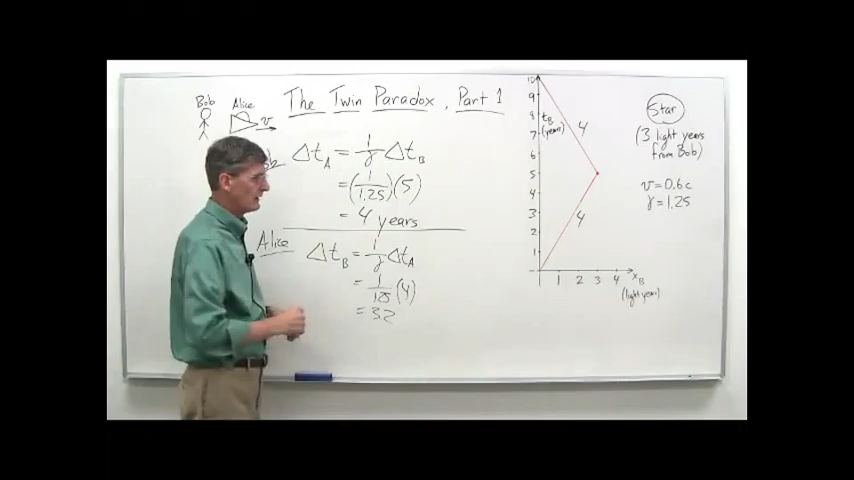 The Twin Paradox, Part 1
Bob
Alice
v
Δt_A = 1/γ Δt_B
= (1/1.25)(5)
= 4 years
Alice
Δt_B = 1/γ Δt_A
= 1/1.25 (4)
= 3.2
10
9
8
7
6
5
4
3
2
1
t_B
(years)
4
4
1 2 3 4
x_B
(light years)
Star
(3 light years
from Bob)
v=0.6c
γ=1.25